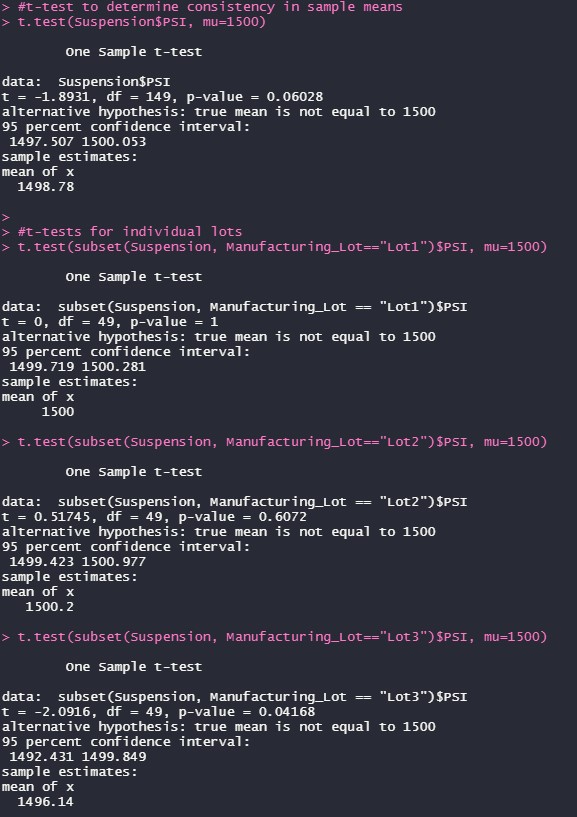 > #t-test to determine consistency in sample means
> t.test(Suspension$PSI, mu=1500)
One Sample t-test
data:  Suspension$PSI
t = -1.8931, df = 149, p-value = 0.06028
alternative hypothesis: true mean is not equal to 1500
95 percent confidence interval:
1497.507 1500.053
sample estimates:
mean of x
1498.78
>
> #t-tests for individual lots
> t.test(subset(Suspension, Manufacturing_Lot=="Lot1")$PSI, mu=1500)
One Sample t-test
data:  subset(Suspension, Manufacturing_Lot == "Lot1")$PSI
t = 0, df = 49, p-value = 1
alternative hypothesis: true mean is not equal to 1500
95 percent confidence interval:
1499.719 1500.281
sample estimates:
mean of x
1500
> t.test(subset(Suspension, Manufacturing_Lot=="Lot2")$PSI, mu=1500)
One Sample t-test
data:  subset(Suspension, Manufacturing_Lot == "Lot2")$PSI
t = 0.51745, df = 49, p-value = 0.6072
alternative hypothesis: true mean is not equal to 1500
95 percent confidence interval:
1499.423 1500.977
sample estimates:
mean of x
1500.2
> t.test(subset(Suspension, Manufacturing_Lot=="Lot3")$PSI, mu=1500)
One Sample t-test
data:  subset(Suspension, Manufacturing_Lot == "Lot3")$PSI
t = -2.0916, df = 49, p-value = 0.04168
alternative hypothesis: true mean is not equal to 1500
95 percent confidence interval:
1492.431 1499.849
sample estimates:
mean of x
1496.14